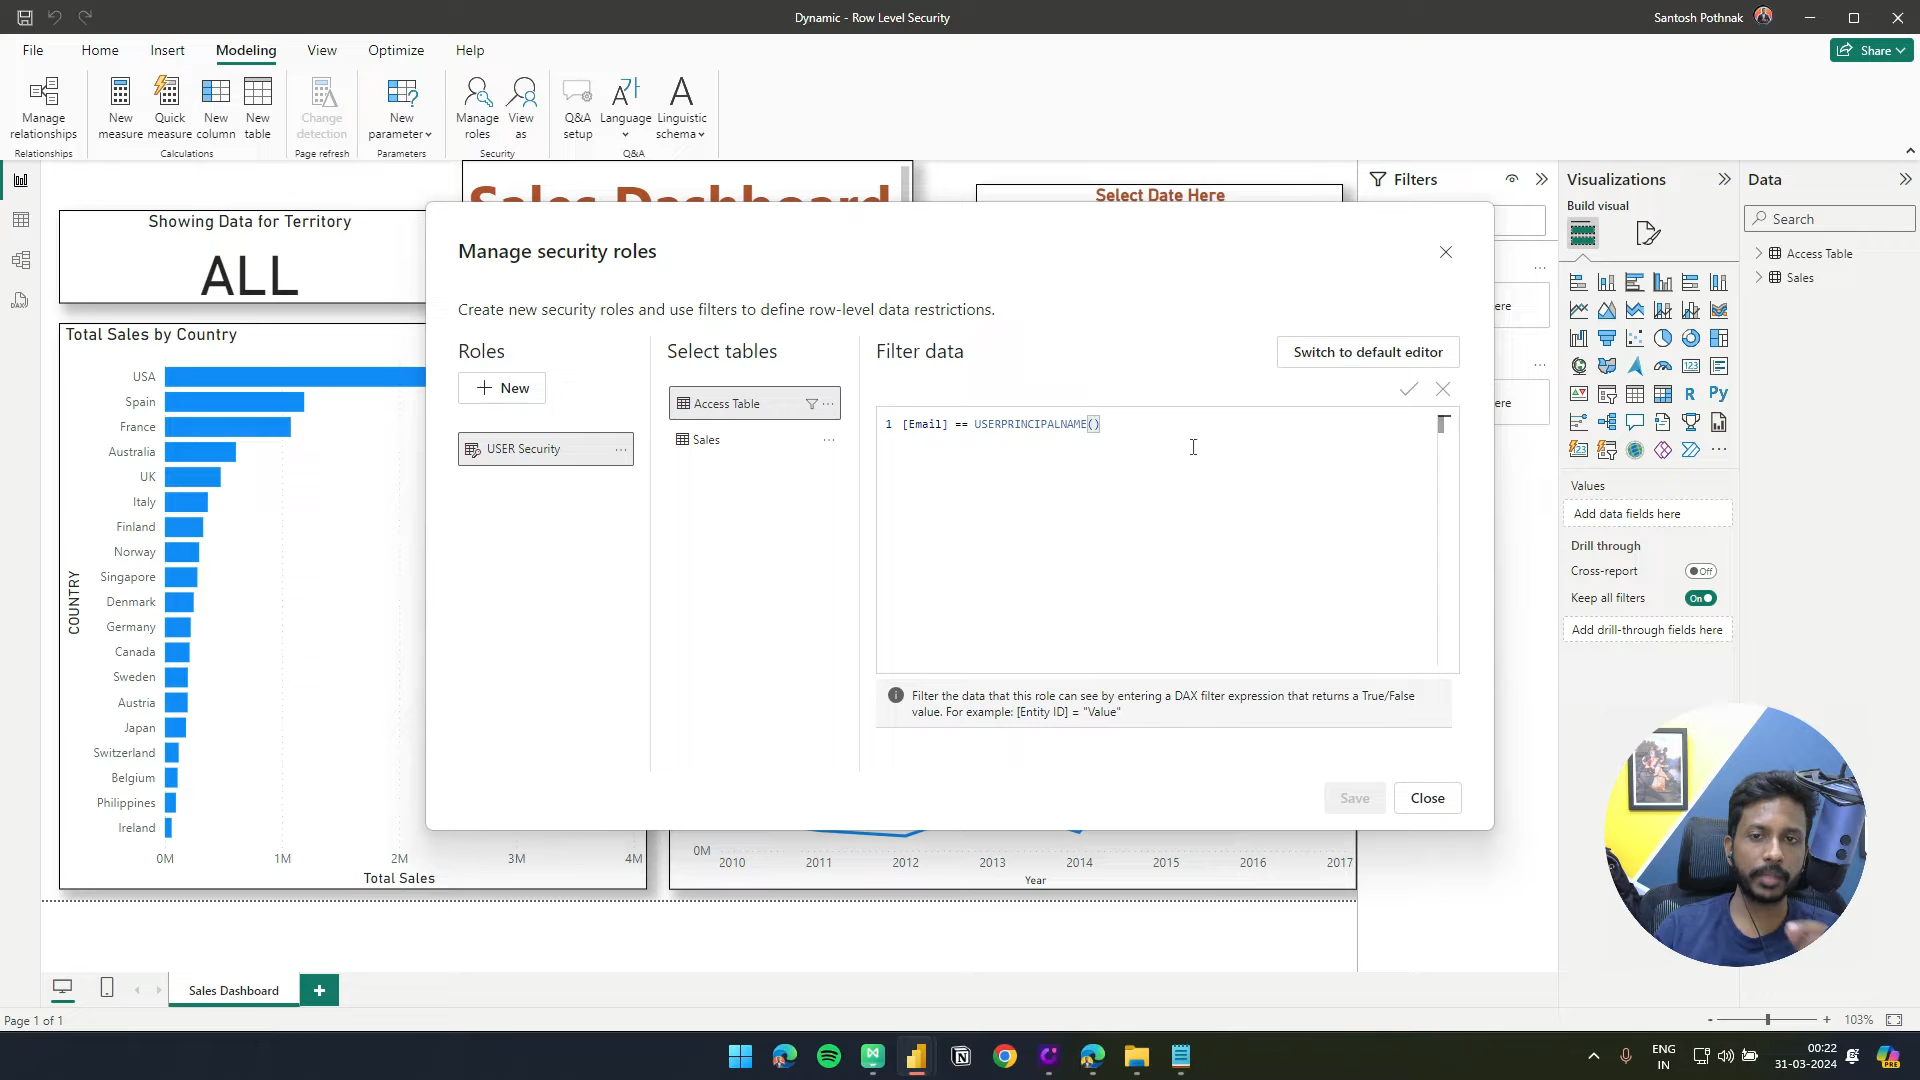 Dynamic - Row Level Security
Santosh Pothnak
File
Home
Insert
Modeling
View
Optimize
Help
Share
Manage
relationships
New
measure
Quick
measure
New
column
New
table
Change
detection
New
parameter
Manage
roles
View
as
Q&A
setup
Language
Linguistic
schema
Relationships
Calculations
Page refresh
Parameters
Security
Q&A
Showing Data for Territory
ALL
Sales Dashboard
Select Date Here
Total Sales by Country
COUNTRY
USA
Spain
France
Australia
UK
Italy
Finland
Norway
Singapore
Denmark
Germany
Canada
Sweden
Austria
Japan
Switzerland
Belgium
Philippines
Ireland
0M
1M
2M
3M
4M
Total Sales
Manage security roles
Create new security roles and use filters to define row-level data restrictions.
Roles
New
USER Security
Select tables
Access Table
Sales
Filter data
Switch to default editor
1 [Email] == USERPRINCIPALNAME()
Filter the data that this role can see by entering a DAX filter expression that returns a True/False
value. For example: [Entity ID] = "Value"
Save
Close
0M
2010
2011
2012
2013
2014
2015
2016
2017
Year
Filters
ere
ere
Visualizations
Build visual
R
Py
123
Values
Add data fields here
Drill through
Cross-report
Off
Keep all filters
On
Add drill-through fields here
Data
Search
Access Table
Sales
Sales Dashboard
Page 1 of 1
103%
ENG
IN
00:22
31-03-2024
PRE